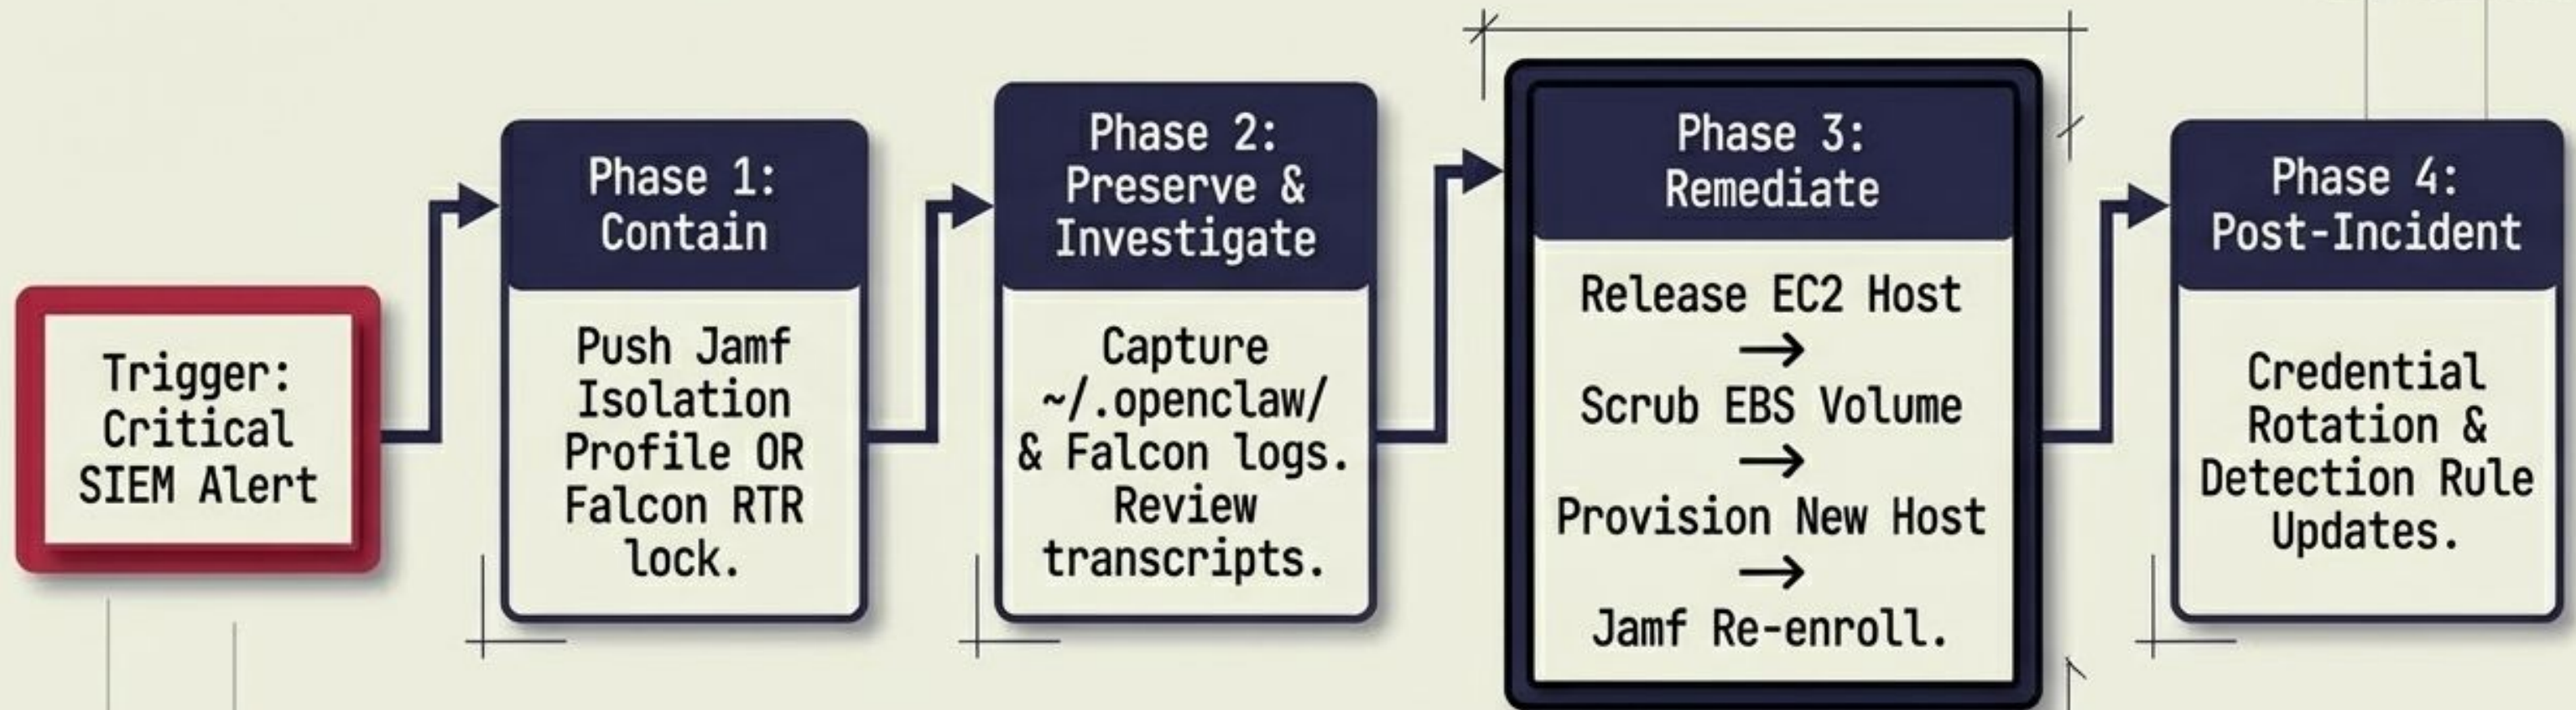 Trigger:
Critical
SIEM Alert
Phase 1:
Contain
Push Jamf
Isolation
Profile OR
Falcon RTR
lock.
Phase 2:
Preserve &
Investigate
Capture
~/.openclaw/
& Falcon logs.
Review
transcripts.
Phase 3:
Remediate
Release EC2 Host
→
Scrub EBS Volume
→
Provision New Host
→
Jamf Re-enroll.
Phase 4:
Post-Incident
Credential
Rotation &
Detection Rule
Updates.